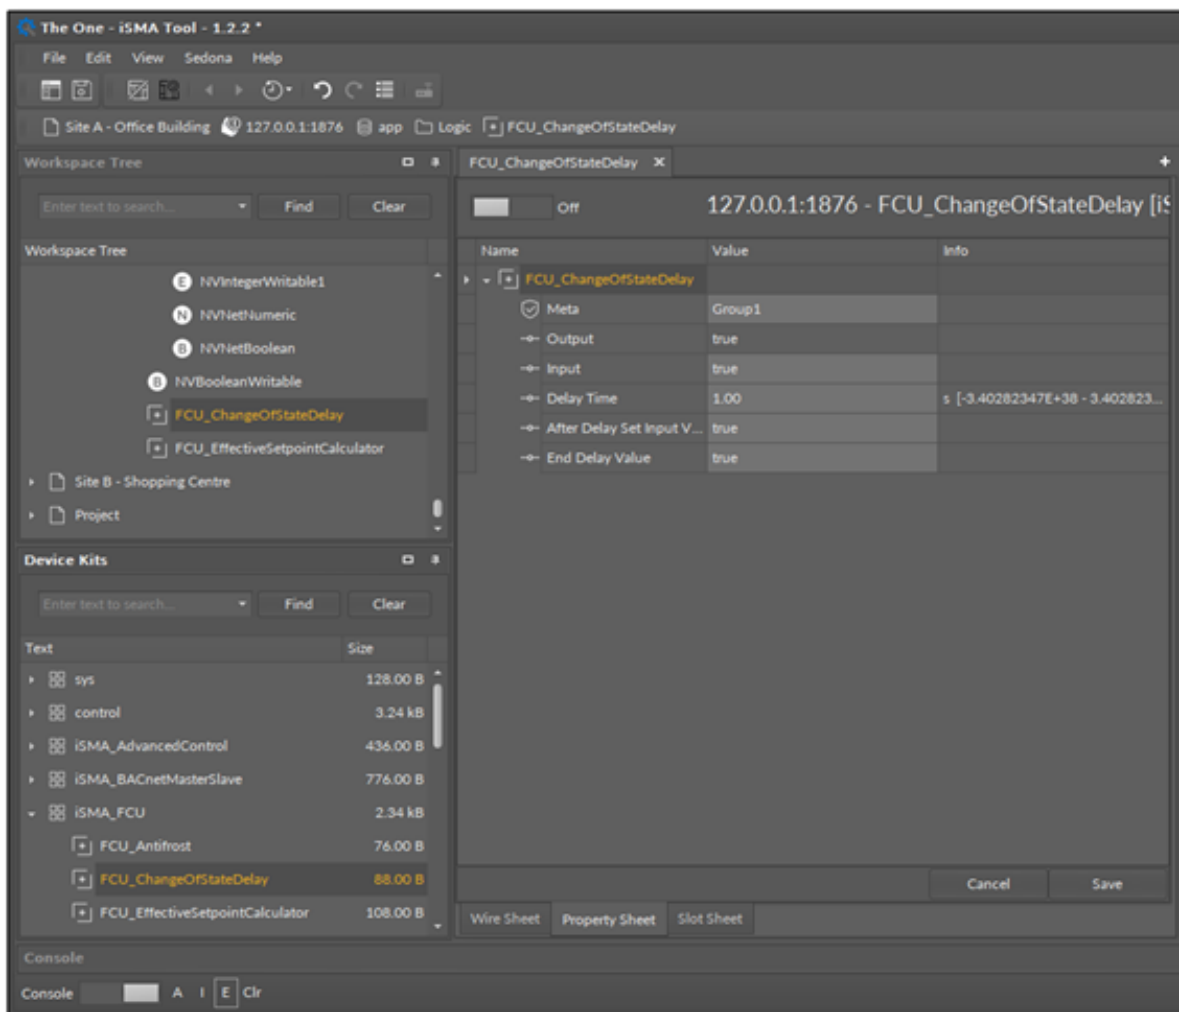 The One - iSMA Tool - 1.2.2 *
File Edit View Sedona Help
Site A - Office Building 127.0.0.1:1876 app Logic FCU_ChangeOfStateDelay
Workspace Tree
Enter text to search... Find Clear
Workspace Tree
E NVIntegerWritable1
N NVNetNumeric
B NVNetBoolean
B NVBooleanWritable
FCU_ChangeOfStateDelay
FCU_EffectiveSetpointCalculator
Site B - Shopping Centre
Project
Device Kits
Enter text to search... Find Clear
Text Size
sys 128.00 B
control 3.24 kB
iSMA_AdvancedControl 436.00 B
iSMA_BACnetMasterSlave 776.00 B
iSMA_FCU 2.34 kB
FCU_Antifrost 76.00 B
FCU_ChangeOfStateDelay 88.00 B
FCU_EffectiveSetpointCalculator 108.00 B
FCU_ChangeOfStateDelay
Off 127.0.0.1:1876 - FCU_ChangeOfStateDelay [iS
Name Value Info
FCU_ChangeOfStateDelay
Meta Group1
Output true
Input true
Delay Time 1.00 s [-3.40282347E+38 - 3.402823...
After Delay Set Input V... true
End Delay Value true
Cancel Save
Wire Sheet Property Sheet Slot Sheet
Console
Console A I E Clr